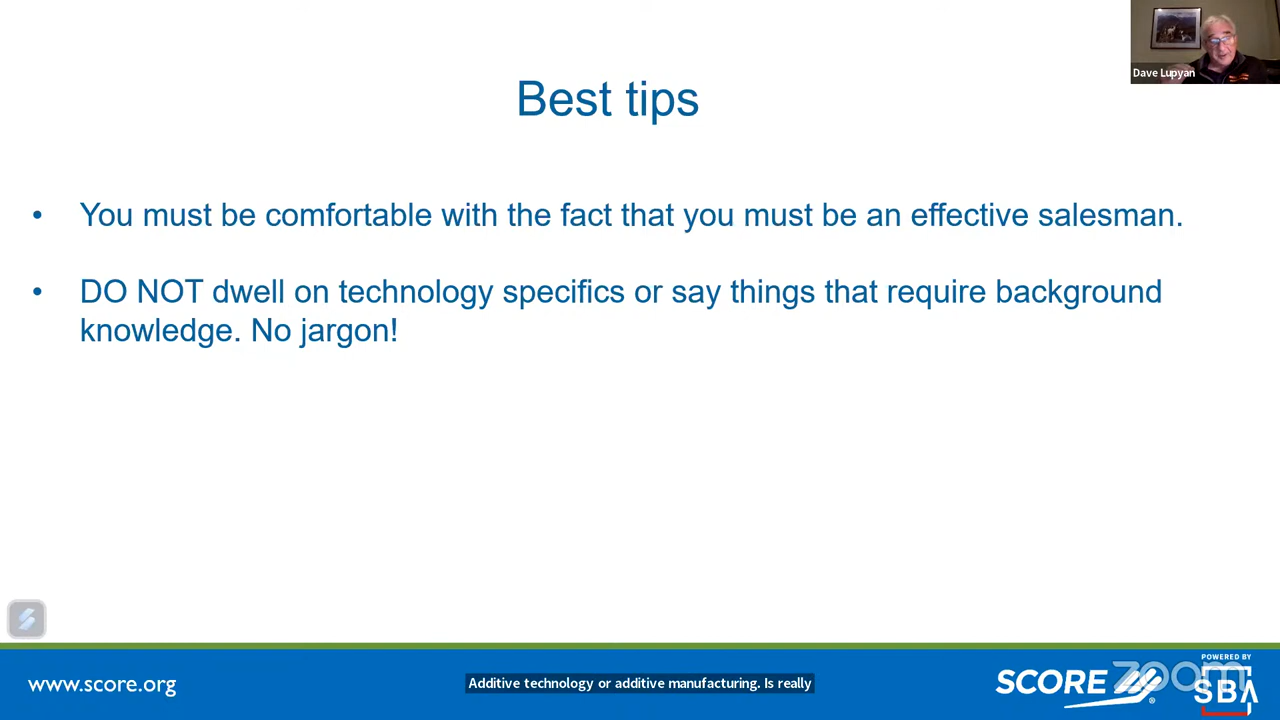 Dave Lupyan
Best tips
• You must be comfortable with the fact that you must be an effective salesman.
• DO NOT dwell on technology specifics or say things that require background
knowledge. No jargon!
www.score.org
Additive technology or additive manufacturing. Is really
SCORE
®
zoom
POWERED BY
SBA